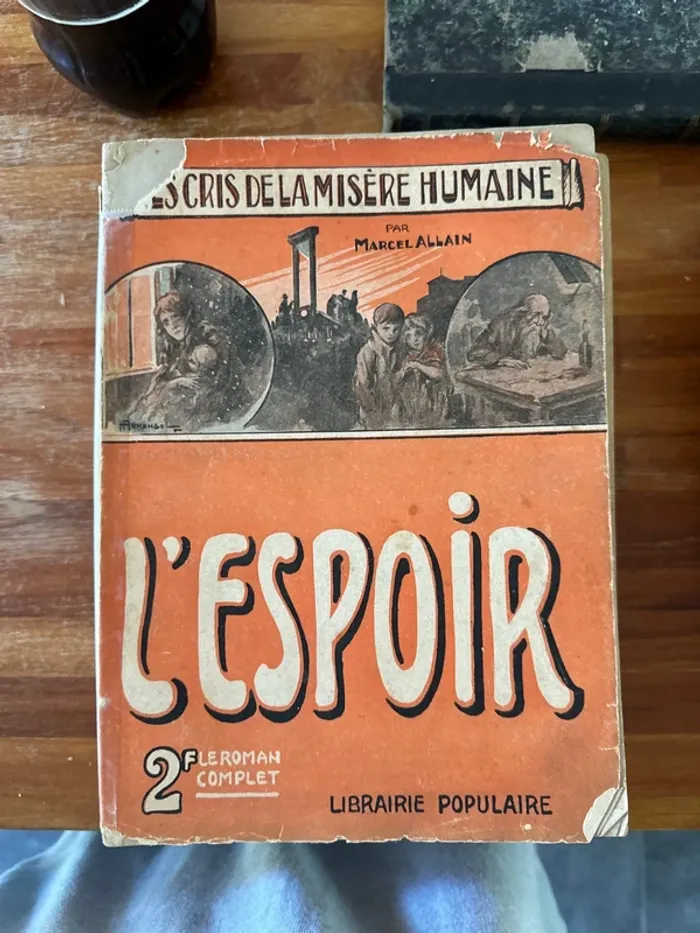 LES CRIS DE LA MISÈRE HUMAINE
PAR
MARCEL ALLAIN
L'ESPOIR
2F LE ROMAN
COMPLET
LIBRAIRIE POPULAIRE